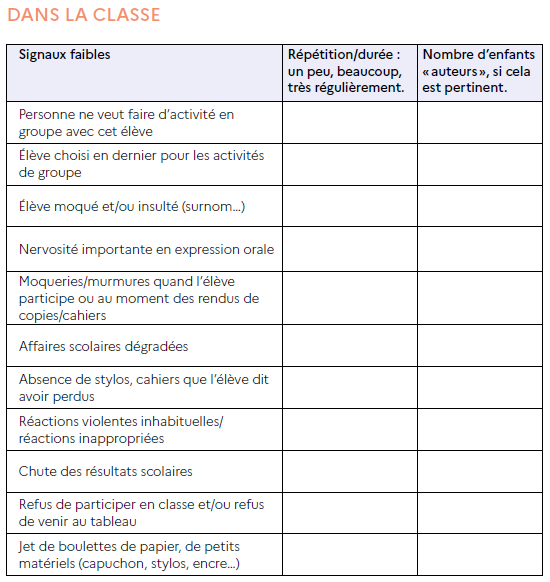 DANS LA CLASSE
Signaux faibles
Répétition/durée :
un peu, beaucoup,
très régulièrement.
Nombre d’enfants
« auteurs », si cela
est pertinent.
Personne ne veut faire d’activité en
groupe avec cet élève
Élève choisi en dernier pour les activités
de groupe
Élève moqué et/ou insulté (surnom…)
Nervosité importante en expression orale
Moqueries/murmures quand l’élève
participe ou au moment des rendus de
copies/cahiers
Affaires scolaires dégradées
Absence de stylos, cahiers que l’élève dit
avoir perdus
Réactions violentes inhabituelles/
réactions inappropriées
Chute des résultats scolaires
Refus de participer en classe et/ou refus
de venir au tableau
Jet de boulettes de papier, de petits
matériels (capuchon, stylos, encre…)